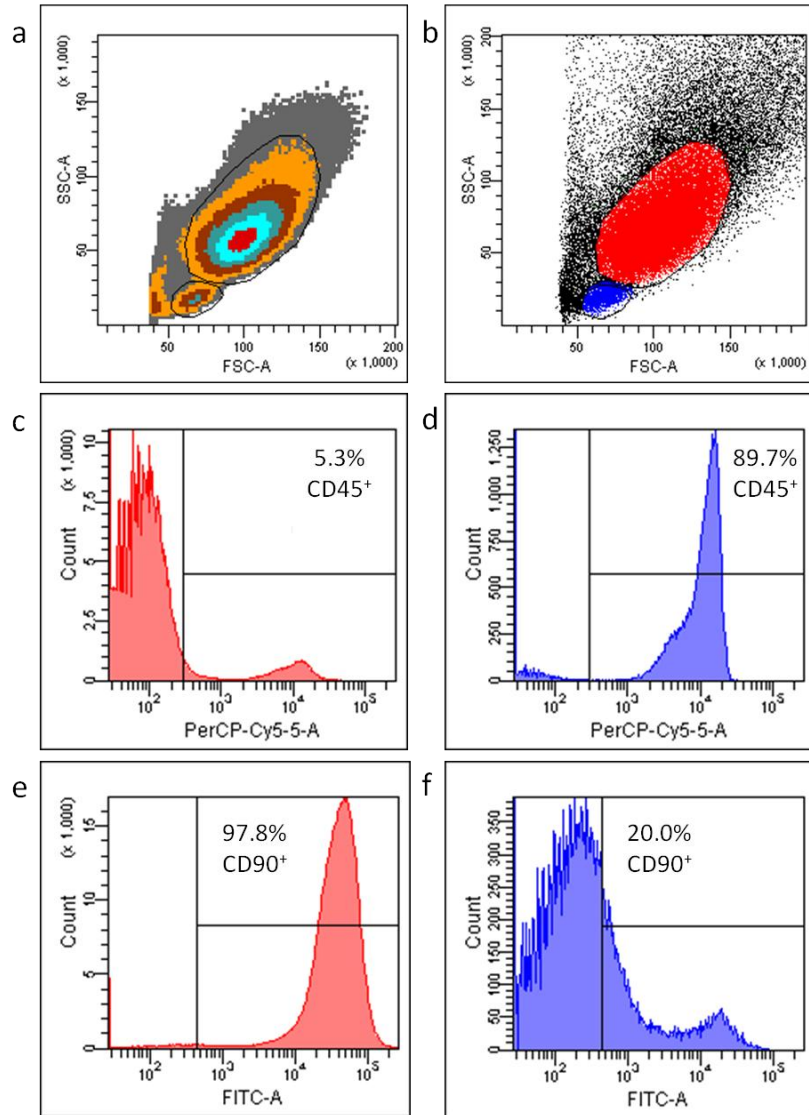 a
(x 1,000)
SSC-A
150
100
50
50 100 150 200
FSC-A (x 1,000)
b
(x 1,000)
SSC-A
200
150
100
50
50 100 150
FSC-A (x 1,000)
c
(x 1,000)
Count
10
7.5
5
2.5
0
5.3%
CD45⁺
10² 10³ 10⁴ 10⁵
PerCP-Cy5-5-A
d
Count
1,250
1,000
750
500
250
0
89.7%
CD45⁺
10² 10³ 10⁴ 10⁵
PerCP-Cy5-5-A
e
(x 1,000)
Count
15
10
5
0
97.8%
CD90⁺
10² 10³ 10⁴ 10⁵
FITC-A
f
Count
350
300
250
200
150
100
50
0
20.0%
CD90⁺
10² 10³ 10⁴ 10⁵
FITC-A